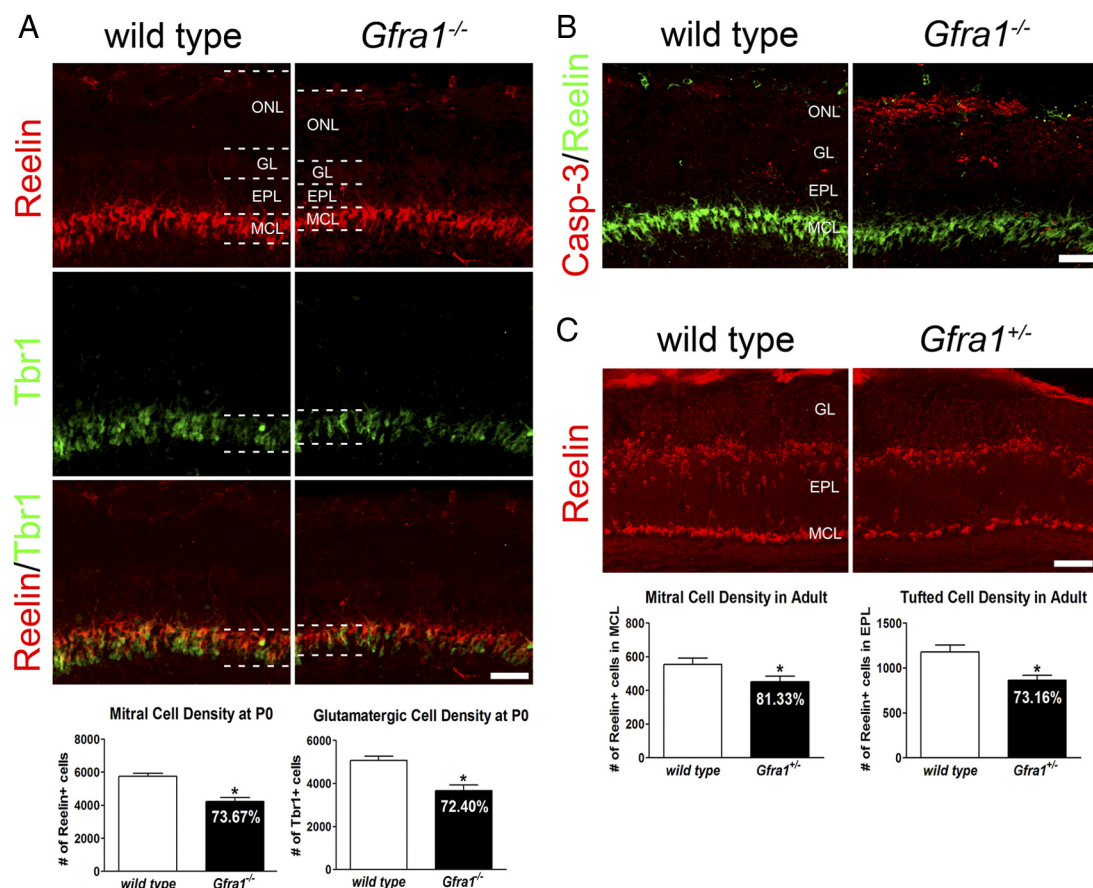 A
wild type
Gfra1-/-
Reelin
ONL
GL
EPL
MCL
ONL
GL
EPL
MCL
Tbr1
Reelin/Tbr1
Mitral Cell Density at P0
# of Reelin+ cells
8000
6000
4000
2000
0
*
73.67%
wild type
Gfra1-/-
Glutamatergic Cell Density at P0
# of Tbr1+ cells
6000
4000
2000
0
*
72.40%
wild type
Gfra1-/-
B
wild type
Gfra1-/-
Casp-3/Reelin
ONL
GL
EPL
MCL
C
wild type
Gfra1+/-
Reelin
GL
EPL
MCL
Mitral Cell Density in Adult
# of Reelin+ cells in MCL
800
600
400
200
0
*
81.33%
wild type
Gfra1+/-
Tufted Cell Density in Adult
# of Reelin+ cells in EPL
1500
1200
900
600
300
0
*
73.16%
wild type
Gfra1+/-